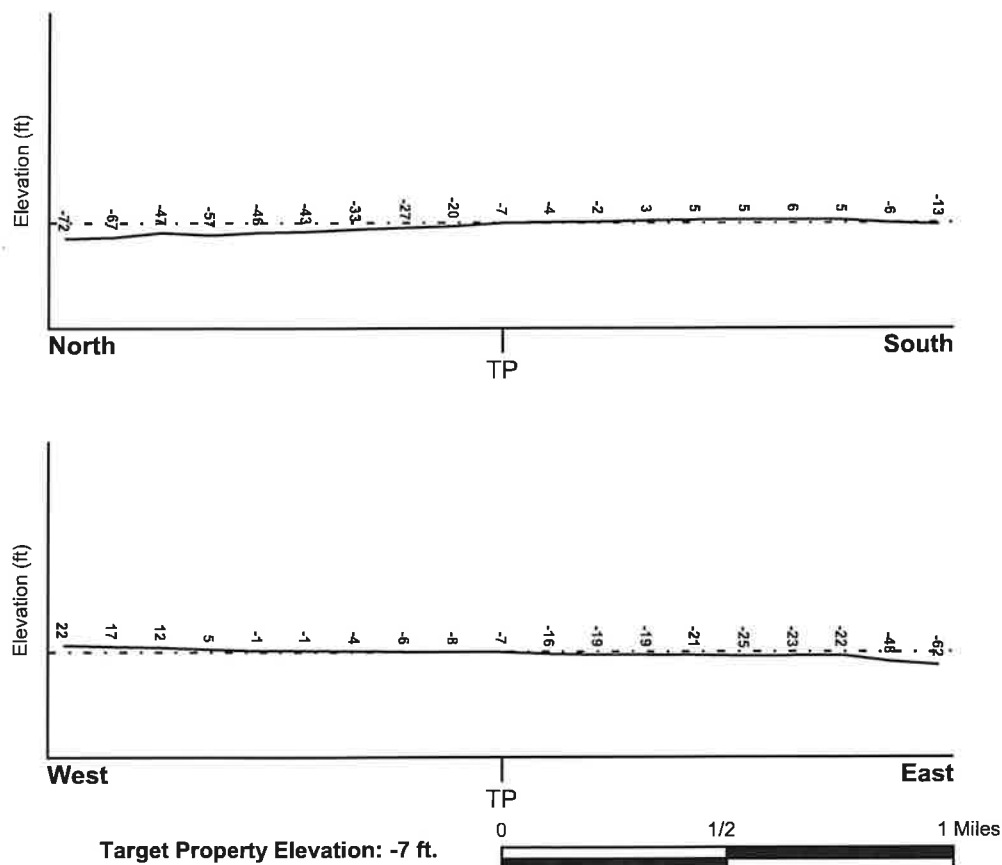 Elevation (ft)
-72 -67 -47 -57 -46 -43 -33 -27 -20 -7 -4 -2 3 5 5 6 5 -6 -13
North South
TP
Elevation (ft)
22 17 12 5 -1 -1 -4 -6 -8 -7 -16 -19 -19 -21 -25 -23 -22 -48 -62
West East
TP
0 1/2 1 Miles
Target Property Elevation: -7 ft.